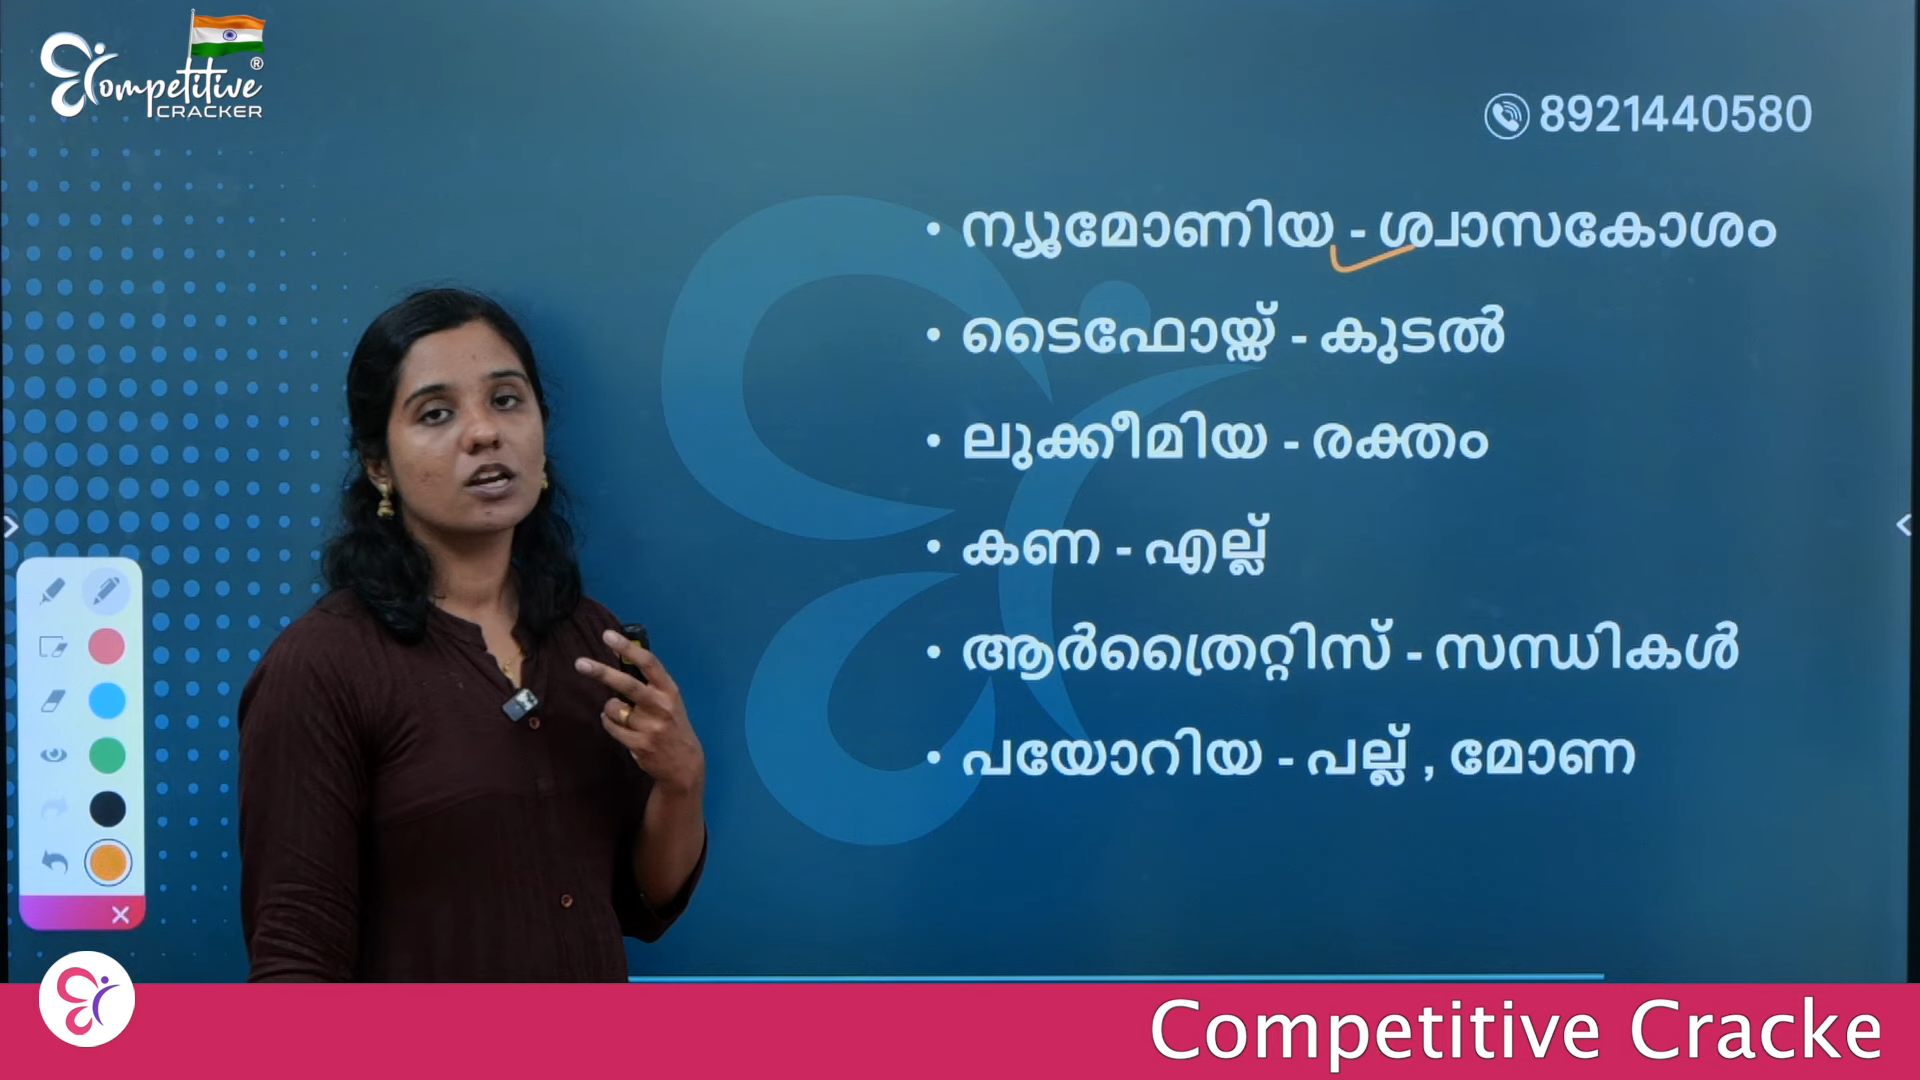 Competitive®
CRACKER
8921440580
• ന്യൂമോണിയ - ശ്വാസകോശം
• ടൈഫോയ്ഡ് - കുടൽ
• ലുക്കീമിയ - രക്തം
• കണ - എല്ല്
• ആർത്രൈറ്റിസ് - സന്ധികൾ
• പയോറിയ - പല്ല് , മോണ
Competitive Cracke